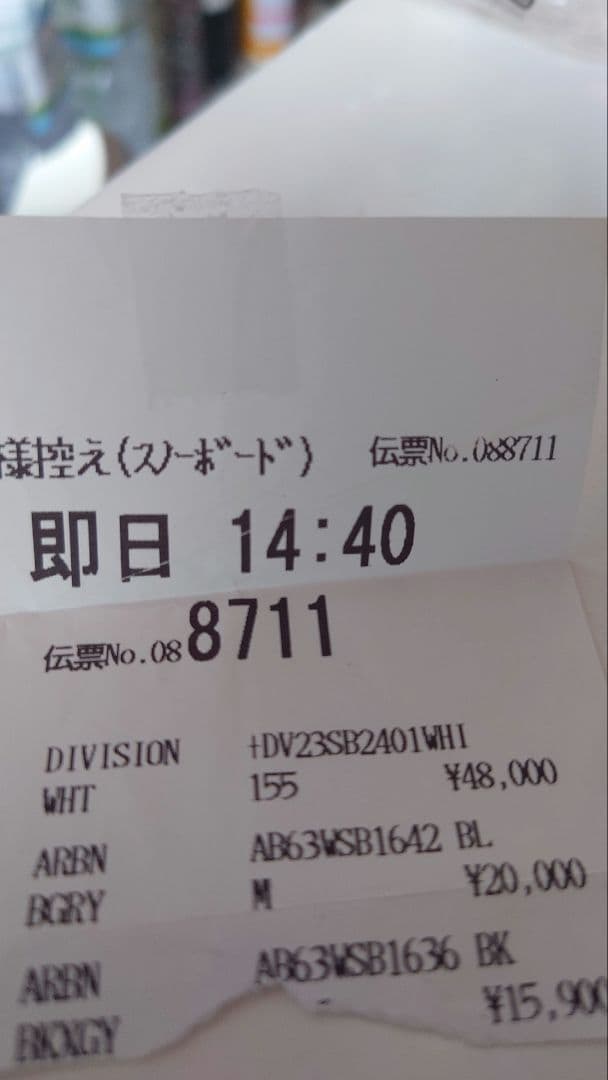 様控え(スノーボード) 伝票No.088711
即日 14:40
伝票No.088711
DIVISION †DV23SB2401WHI
WHT 155 ¥48,000
ARBN AB63WSB1642 BL
BGRY M ¥20,000
ARBN AB63WSB1636 BK
BKXGY ¥15,900